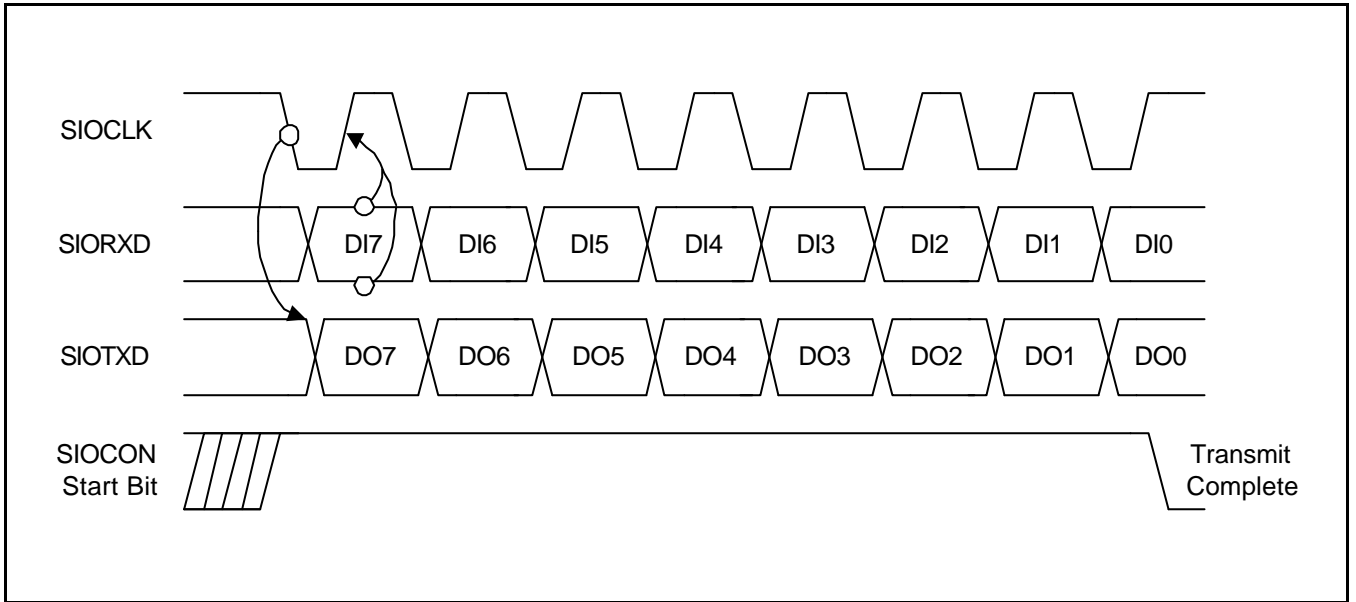 SIOCLK
SIORXD
DI7 DI6 DI5 DI4 DI3 DI2 DI1 DI0
SIOTXD
DO7 DO6 DO5 DO4 DO3 DO2 DO1 DO0
SIOCON
Start Bit
Transmit
Complete